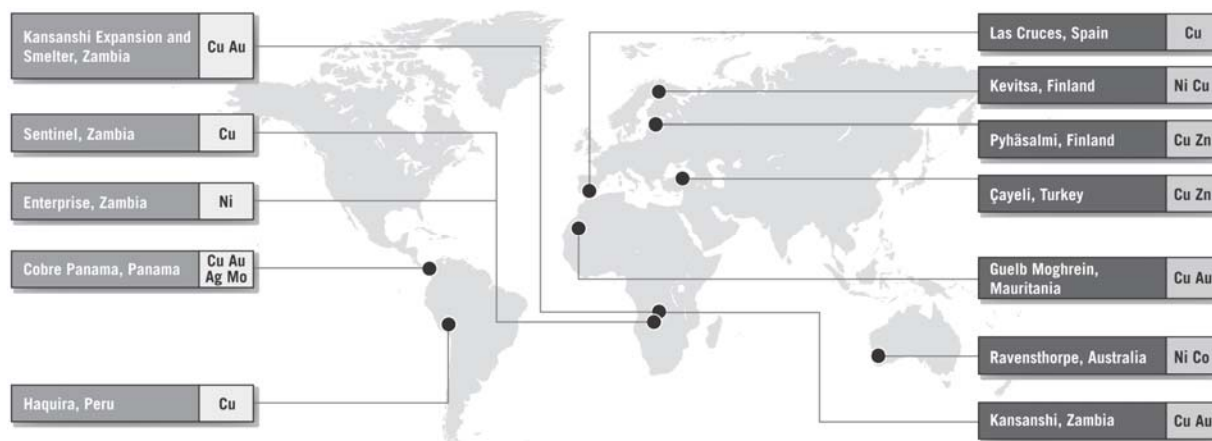 Kansanshi Expansion and
Smelter, Zambia
Cu Au
Sentinel, Zambia
Cu
Enterprise, Zambia
Ni
Cobre Panama, Panama
Cu Au
Ag Mo
Haquira, Peru
Cu
Las Cruces, Spain
Cu
Kevitsa, Finland
Ni Cu
Pyhäsalmi, Finland
Cu Zn
Çayeli, Turkey
Cu Zn
Guelb Moghrein,
Mauritania
Cu Au
Ravensthorpe, Australia
Ni Co
Kansanshi, Zambia
Cu Au